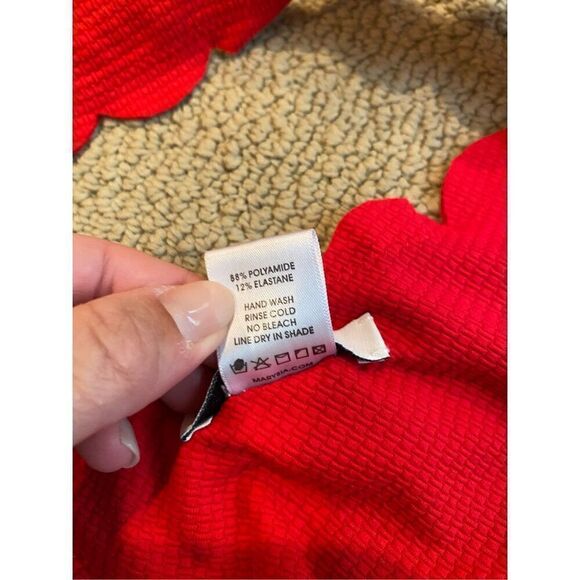 88% POLYAMIDE
12% ELASTANE
HAND WASH
RINSE COLD
NO BLEACH
LINE DRY IN SHADE
MARYSIA.COM